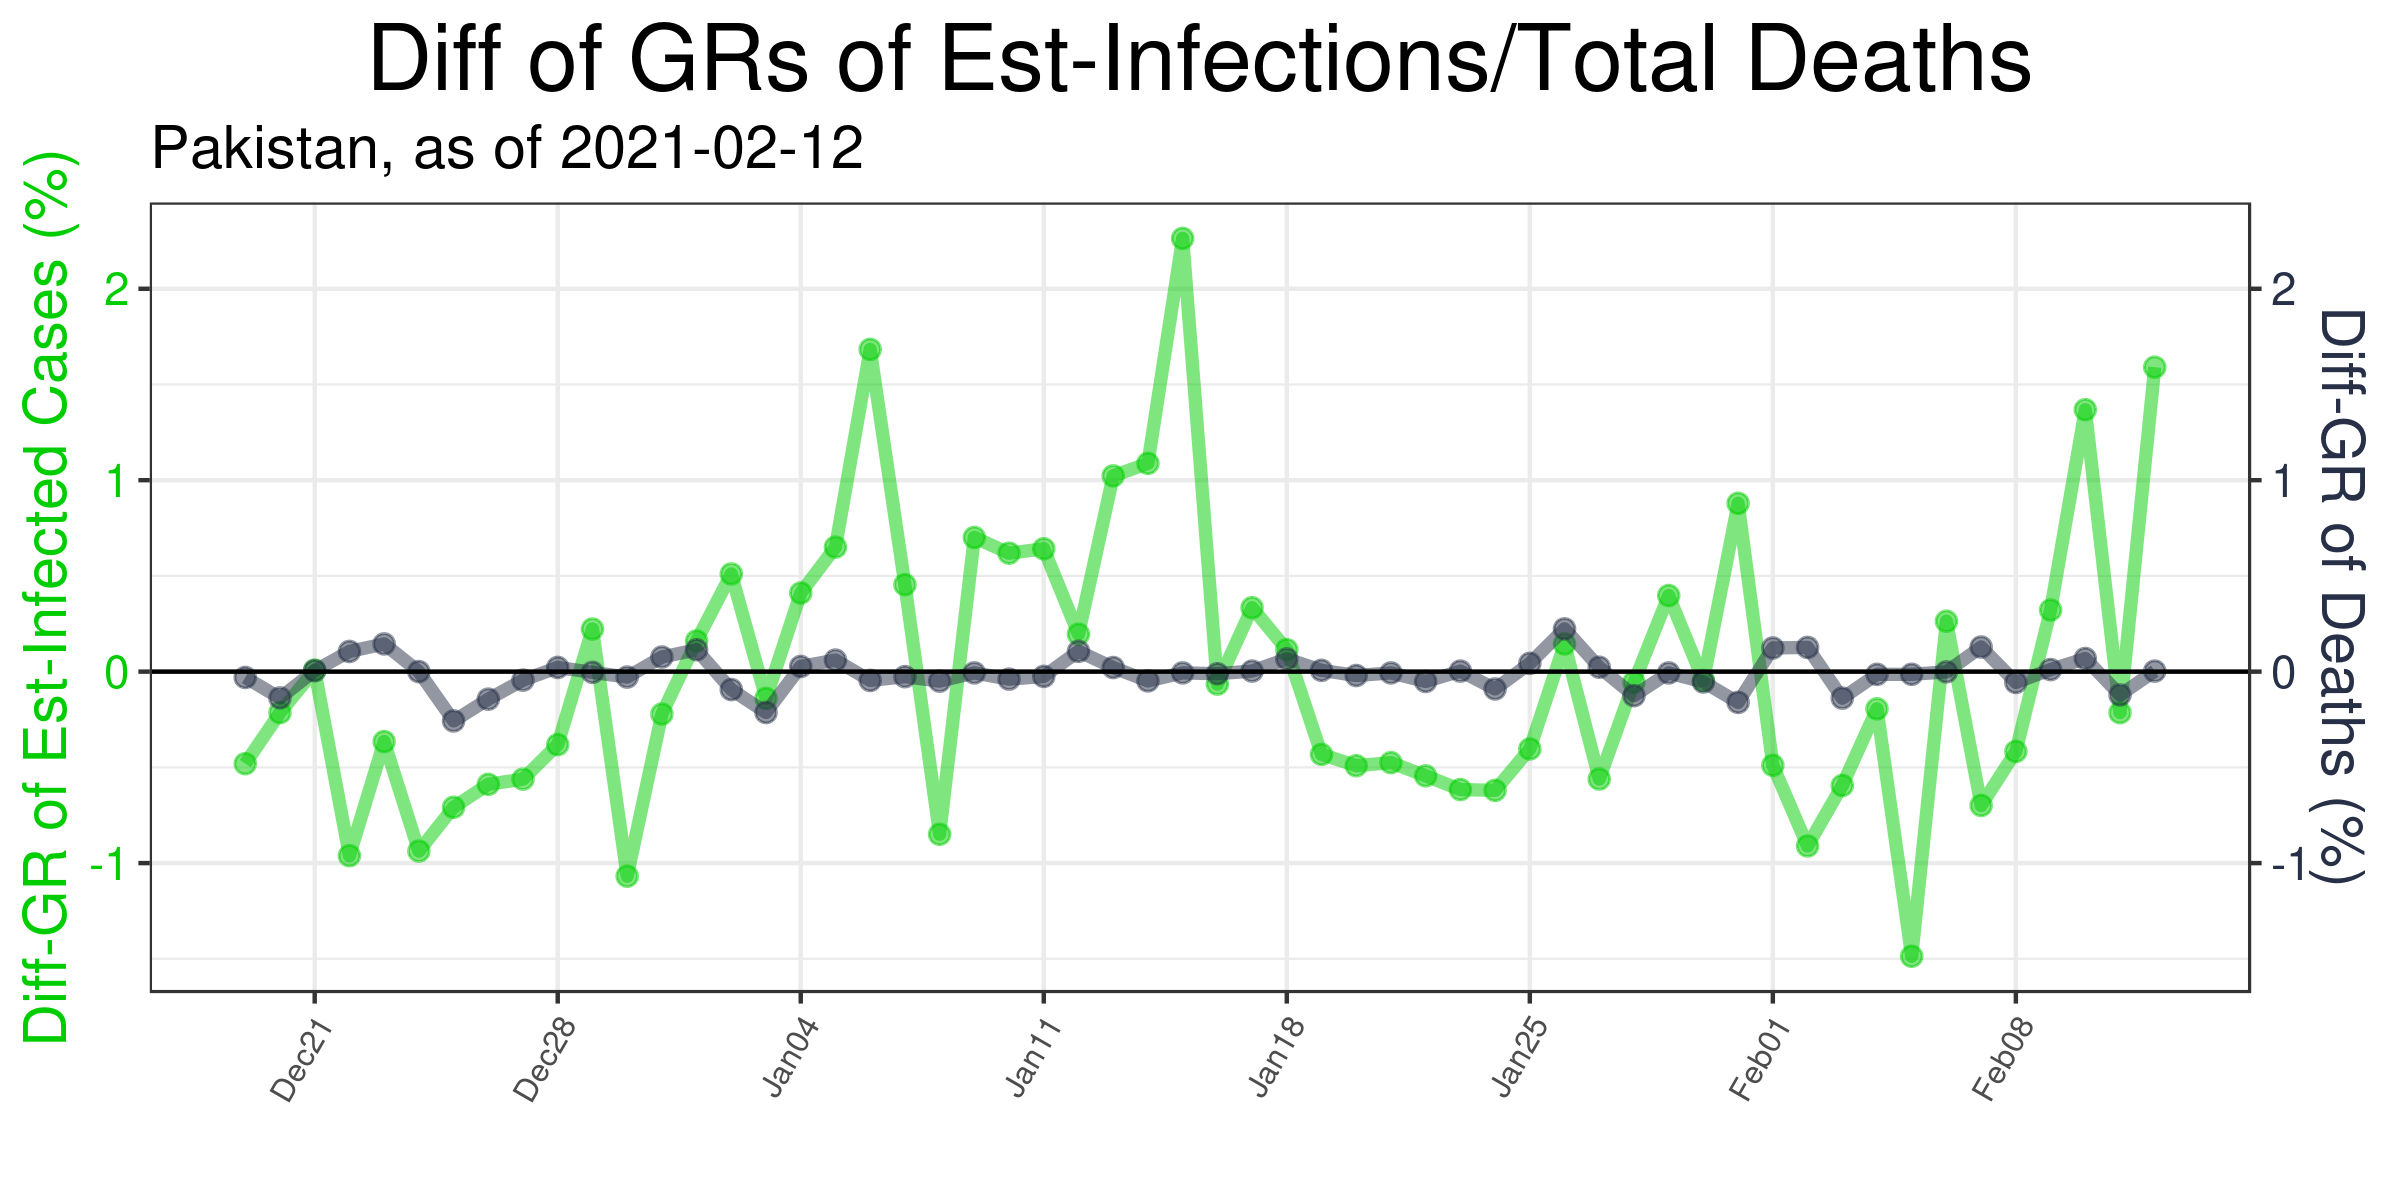 Diff of GRs of Est-Infections/Total Deaths
Pakistan, as of 2021-02-12
Diff-GR of Est-Infected Cases (%)
2
1
0
-1
2
1
0
-1
Diff-GR of Deaths (%)
Dec21
Dec28
Jan04
Jan11
Jan18
Jan25
Feb01
Feb08